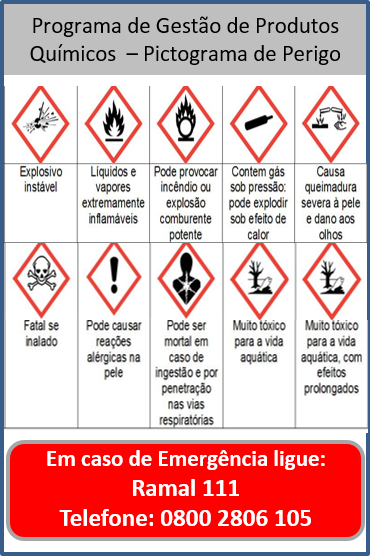 Programa de Gestão de Produtos
Químicos – Pictograma de Perigo
Explosivo
instável
Líquidos e
vapores
extremamente
inflamáveis
Pode provocar
incêndio ou
explosão
comburente
potente
Contem gás
sob pressão:
pode explodir
sob efeito de
calor
Causa
queimadura
severa à pele
e dano aos
olhos
Fatal se
inalado
Pode causar
reações
alérgicas na
pele
Pode ser
mortal em
caso de
ingestão e por
penetração
nas vias
respiratórias
Muito tóxico
para a vida
aquática
Muito tóxico
para a vida
aquática, com
efeitos
prolongados
Em caso de Emergência ligue:
Ramal 111
Telefone: 0800 2806 105